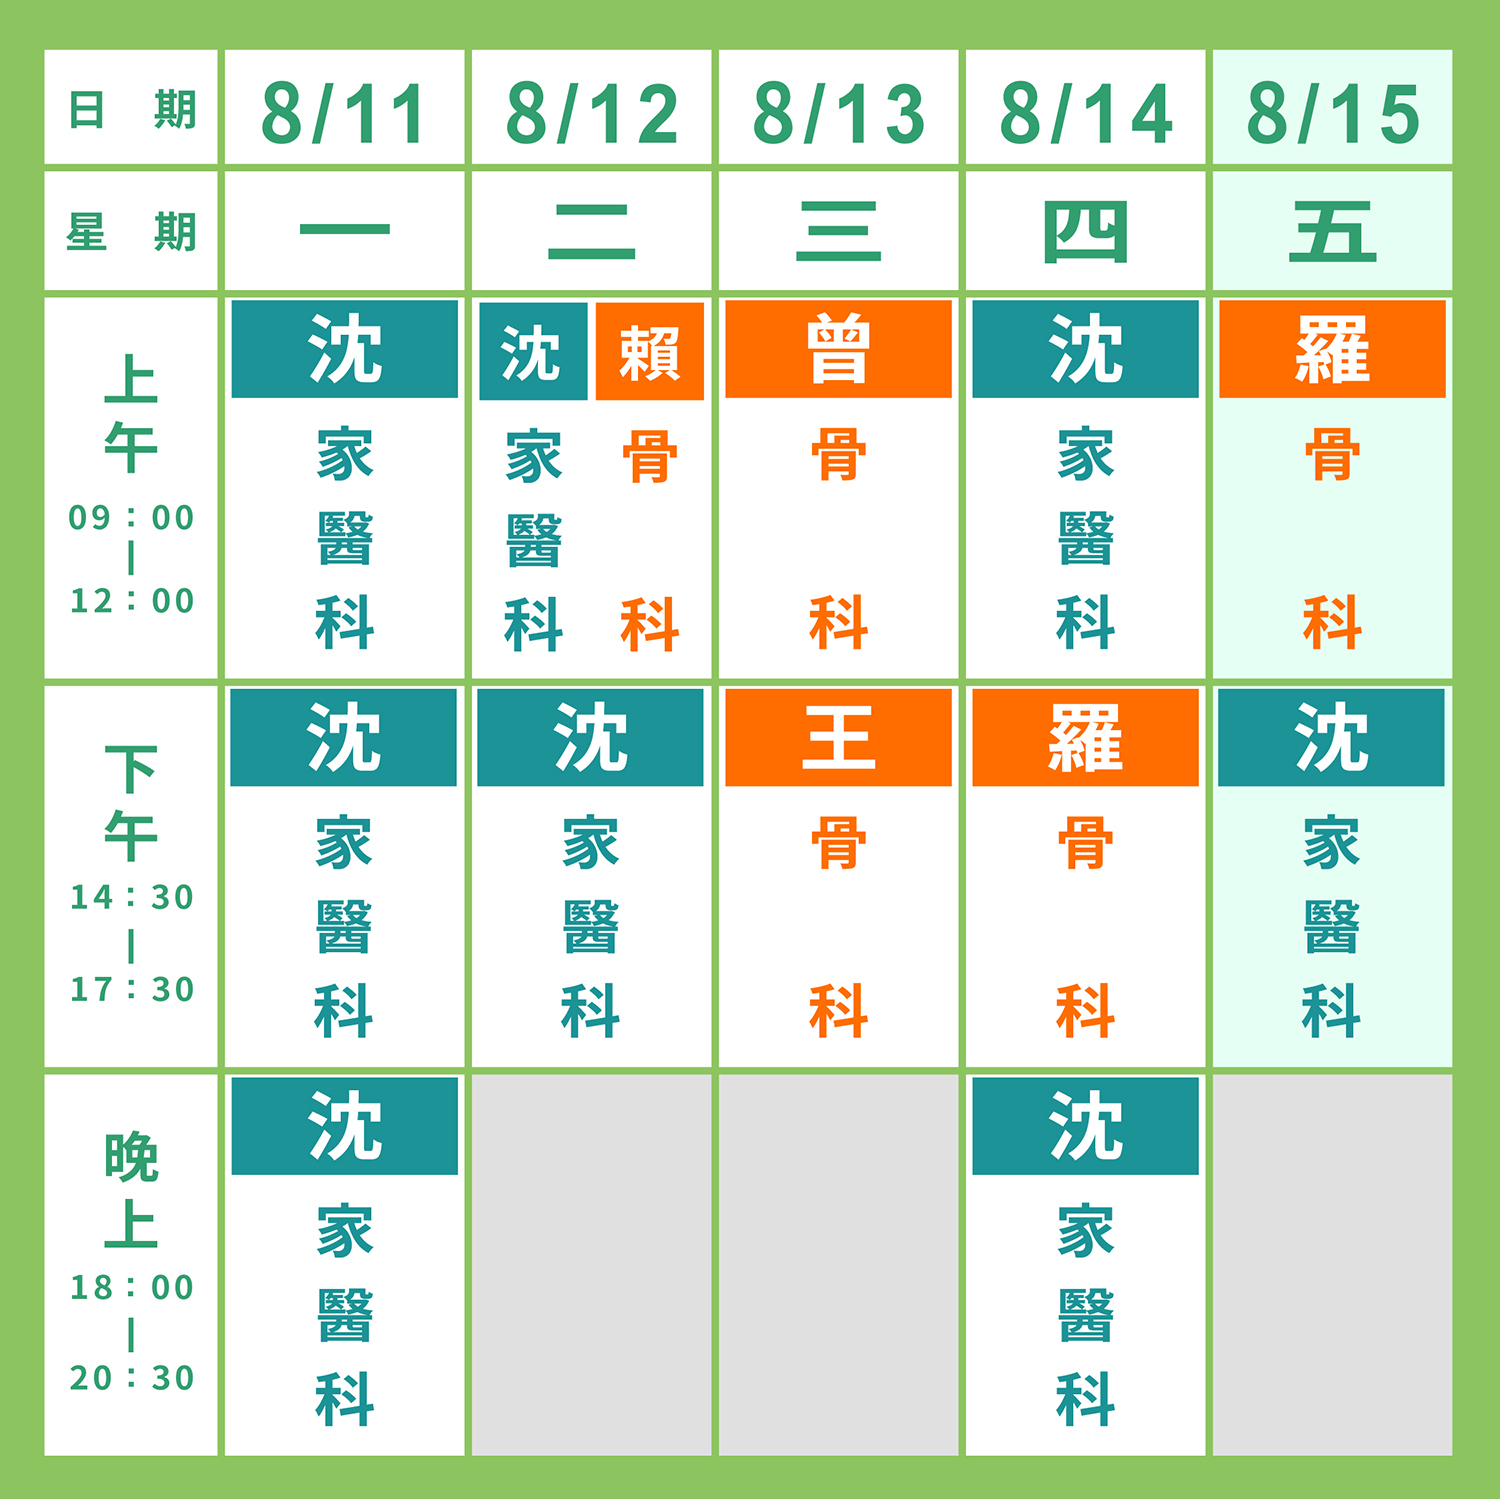 日 期 8/11 8/12 8/13 8/14 8/15
星 期 一 二 三 四 五
上午 09:00 | 12:00
沈 家醫科
沈 家醫科
賴 骨科
曾 骨科
沈 家醫科
羅 骨科
下午 14:30 | 17:30
沈 家醫科
沈 家醫科
王 骨科
羅 骨科
沈 家醫科
晚上 18:00 | 20:30
沈 家醫科
沈 家醫科